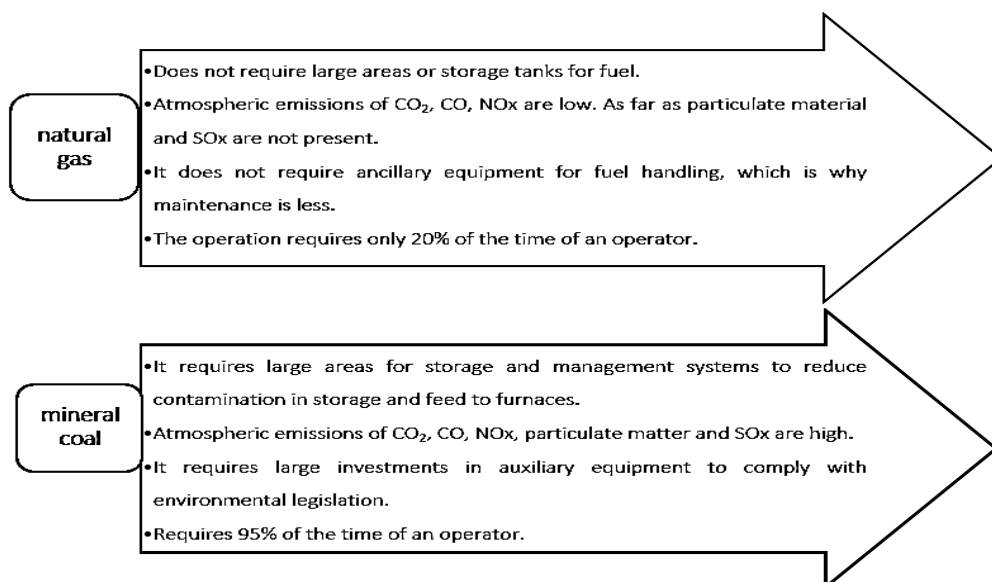 natural
gas
•Does not require large areas or storage tanks for fuel.
•Atmospheric emissions of CO₂, CO, NOx are low. As far as particulate material
and SOx are not present.
•It does not require ancillary equipment for fuel handling, which is why
maintenance is less.
•The operation requires only 20% of the time of an operator.
mineral
coal
•It requires large areas for storage and management systems to reduce
contamination in storage and feed to furnaces.
•Atmospheric emissions of CO₂, CO, NOx, particulate matter and SOx are high.
•It requires large investments in auxiliary equipment to comply with
environmental legislation.
•Requires 95% of the time of an operator.